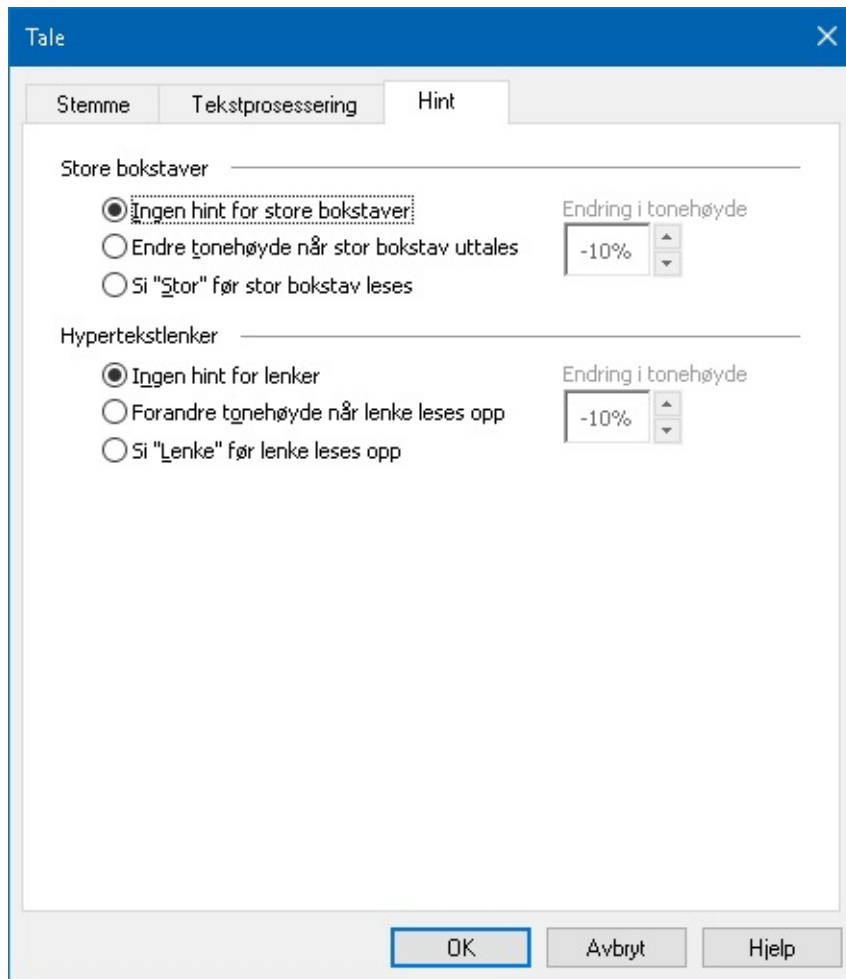 Tale
Stemme Tekstprosessering Hint
Store bokstaver
Ingen hint for store bokstaver Endring i tonehøyde
Endre tonehøyde når stor bokstav uttales -10%
Si "Stor" før stor bokstav leses
Hypertekstlenker
Ingen hint for lenker Endring i tonehøyde
Forandre tonehøyde når lenke leses opp -10%
Si "Lenke" før lenke leses opp
OK Avbryt Hjelp